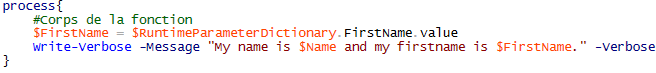 process{
#Corps de la fonction
$FirstName = $RuntimeParameterDictionary.FirstName.value
Write-Verbose -Message "My name is $Name and my firstname is $FirstName." -Verbose
}